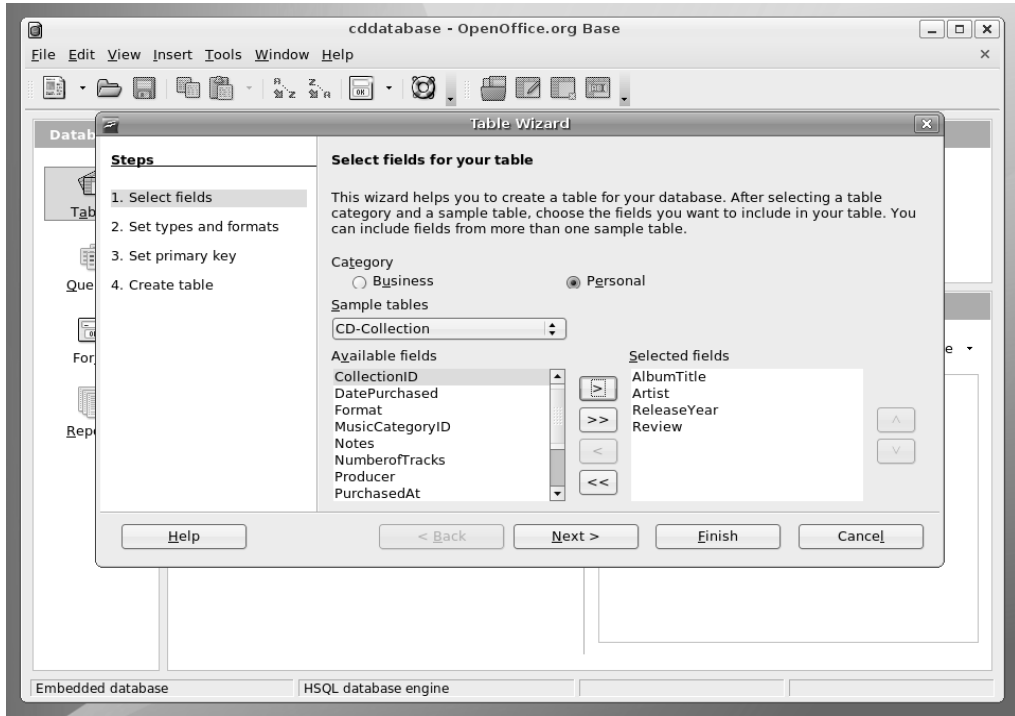 cddatabase - OpenOffice.org Base
File Edit View Insert Tools Window Help
Table Wizard
Steps
1. Select fields
2. Set types and formats
3. Set primary key
4. Create table
Select fields for your table
This wizard helps you to create a table for your database. After selecting a table
category and a sample table, choose the fields you want to include in your table. You
can include fields from more than one sample table.
Category
Business Personal
Sample tables
CD-Collection
Available fields
CollectionID
DatePurchased
Format
MusicCategoryID
Notes
NumberofTracks
Producer
PurchasedAt
>
>>
<
<<
Selected fields
AlbumTitle
Artist
ReleaseYear
Review
Help < Back Next > Finish Cancel
Databa
Tab
Que
For
Repo
e
Embedded database HSQL database engine